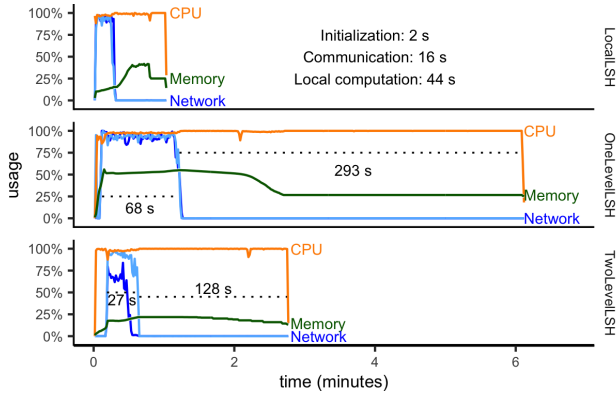 100%
75%
50%
25%
0%
CPU
Memory
Network
Initialization: 2 s
Communication: 16 s
Local computation: 44 s
LocalLSH
usage
100%
75%
50%
25%
0%
CPU
293 s
68 s
Memory
Network
OneLevelLSH
100%
75%
50%
25%
0%
CPU
27 s
128 s
Memory
Network
TwoLevelLSH
0
2
4
6
time (minutes)